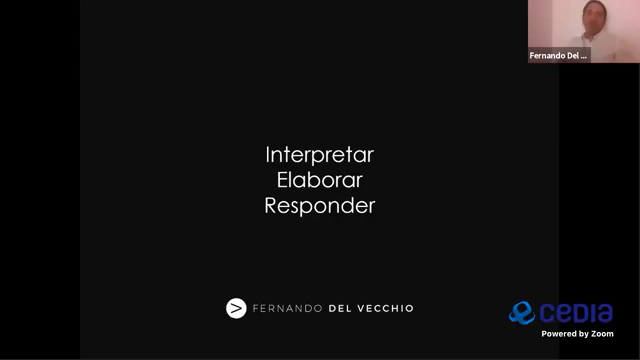 Fernando Del ...
Interpretar
Elaborar
Responder
> FERNANDO DEL VECCHIO
CEDIA
Powered by Zoom